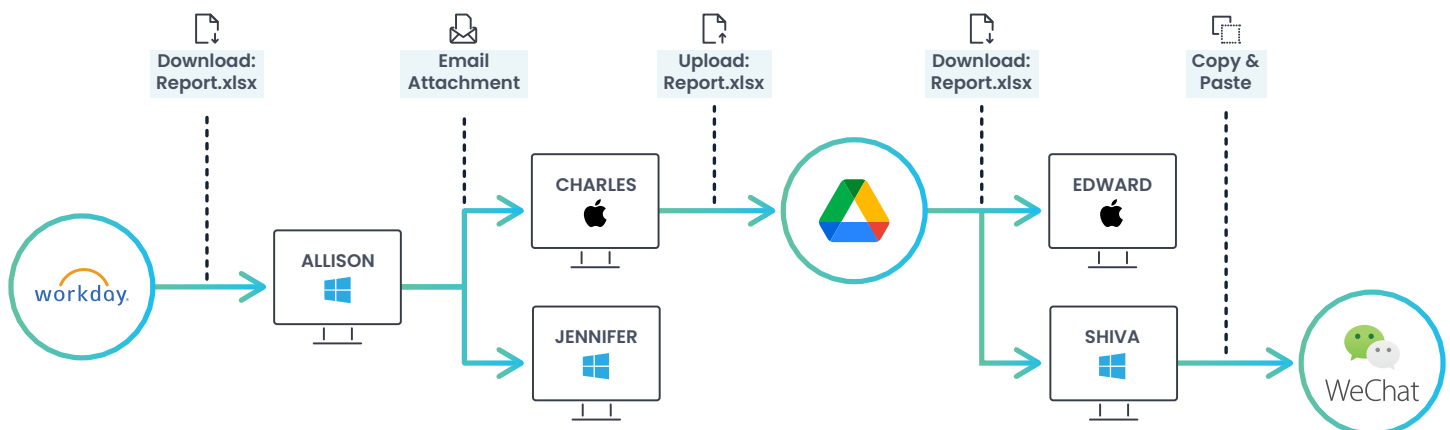 Download:
Report.xlsx
Email
Attachment
Upload:
Report.xlsx
Download:
Report.xlsx
Copy &
Paste
CHARLES
EDWARD
ALLISON
workday.
JENNIFER
SHIVA
WeChat